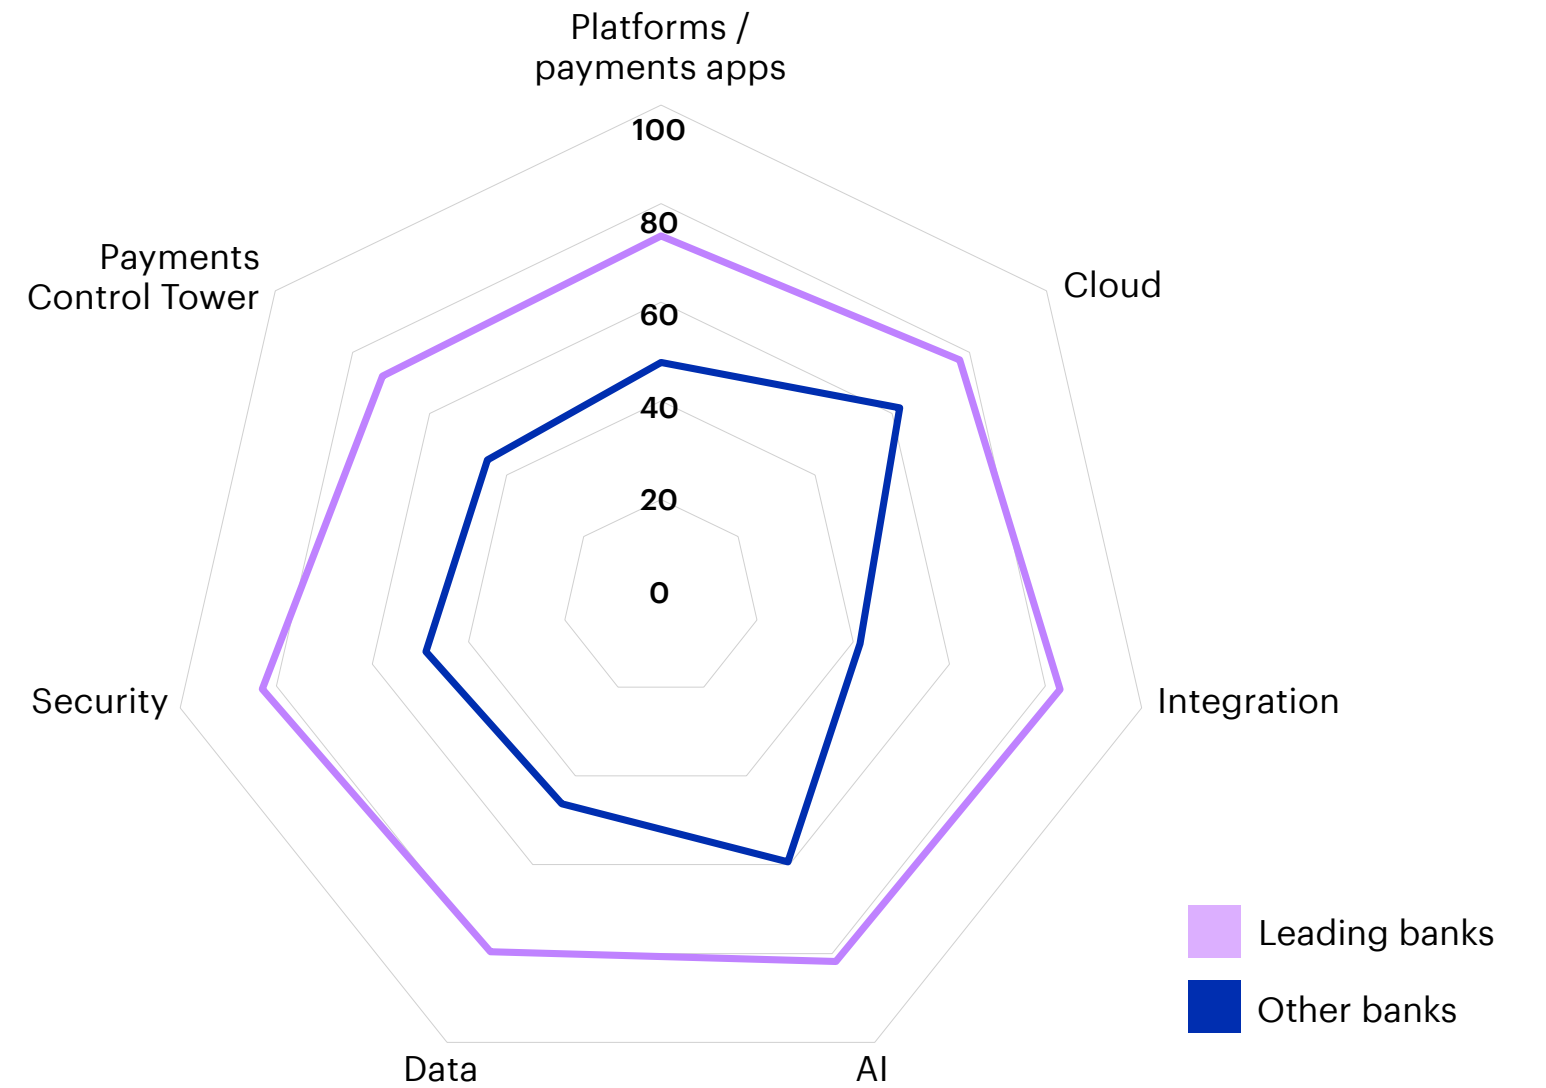 Platforms /
payments apps
100
80
60
40
20
0
Payments
Control Tower
Cloud
Security
Integration
Data
AI
Leading banks
Other banks